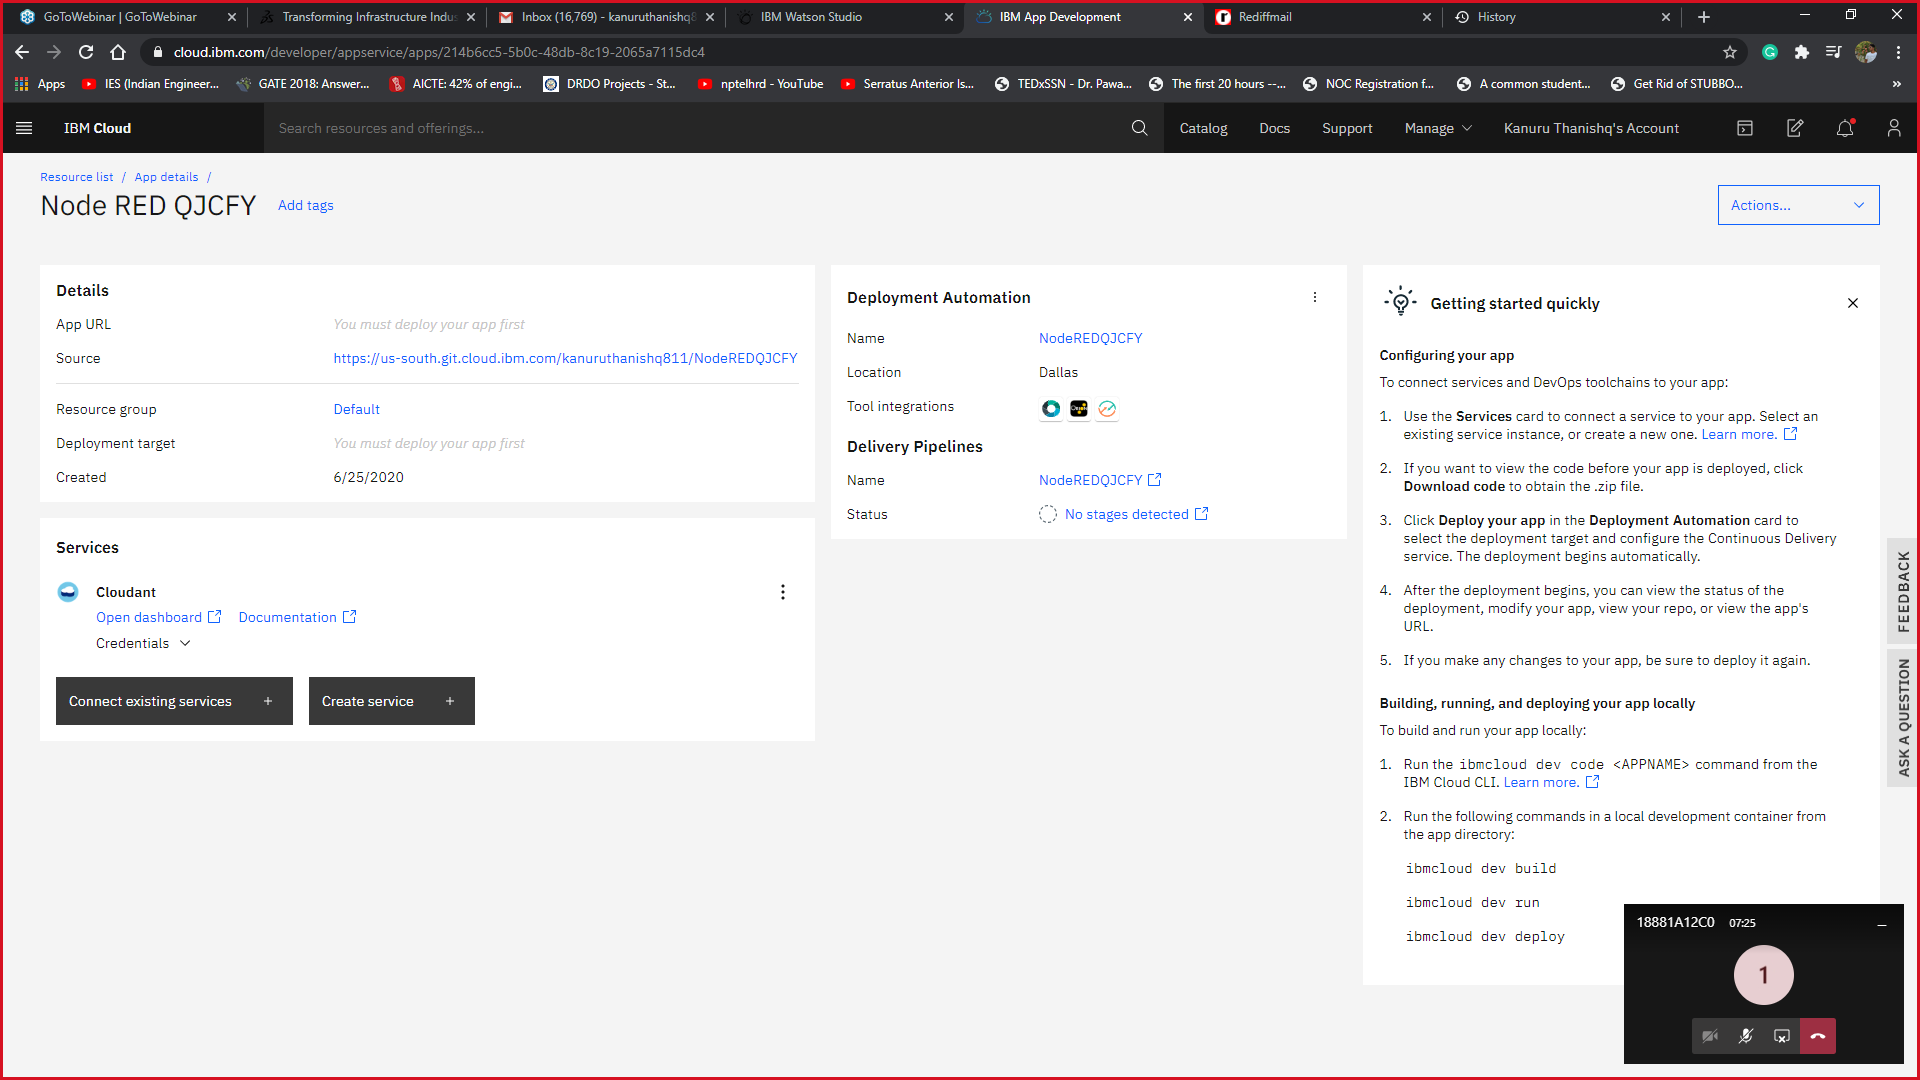 GoToWebinar | GoToWebinar
Transforming Infrastructure Indus
Inbox (16,769) - kanuruthanishq8
IBM Watson Studio
IBM App Development
Rediffmail
History
cloud.ibm.com/developer/appservice/apps/214b6cc5-5b0c-48db-8c19-2065a7115dc4
Apps
IES (Indian Engineer...
GATE 2018: Answer...
AICTE: 42% of engi...
DRDO Projects - St...
nptelhrd - YouTube
Serratus Anterior Is...
TEDxSSN - Dr. Pawa...
The first 20 hours --...
NOC Registration f...
A common student...
Get Rid of STUBBO...
IBM Cloud
Search resources and offerings...
Catalog
Docs
Support
Manage
Kanuru Thanishq's Account
Resource list / App details /
Node RED QJCFY
Add tags
Actions...
Details
App URL
You must deploy your app first
Source
https://us-south.git.cloud.ibm.com/kanuruthanishq811/NodeREDQJCFY
Resource group
Default
Deployment target
You must deploy your app first
Created
6/25/2020
Services
Cloudant
Open dashboard
Documentation
Credentials
Connect existing services +
Create service +
Deployment Automation
Name
NodeREDQJCFY
Location
Dallas
Tool integrations
Delivery Pipelines
Name
NodeREDQJCFY
Status
No stages detected
Getting started quickly
Configuring your app
To connect services and DevOps toolchains to your app:
1. Use the Services card to connect a service to your app. Select an
existing service instance, or create a new one. Learn more.
2. If you want to view the code before your app is deployed, click
Download code to obtain the .zip file.
3. Click Deploy your app in the Deployment Automation card to
select the deployment target and configure the Continuous Delivery
service. The deployment begins automatically.
4. After the deployment begins, you can view the status of the
deployment, modify your app, view your repo, or view the app's
URL.
5. If you make any changes to your app, be sure to deploy it again.
Building, running, and deploying your app locally
To build and run your app locally:
1. Run the ibmcloud dev code <APPNAME> command from the
IBM Cloud CLI. Learn more.
2. Run the following commands in a local development container from
the app directory:
ibmcloud dev build
ibmcloud dev run
ibmcloud dev deploy
FEEDBACK
ASK A QUESTION
18881A12C0 07:25
1